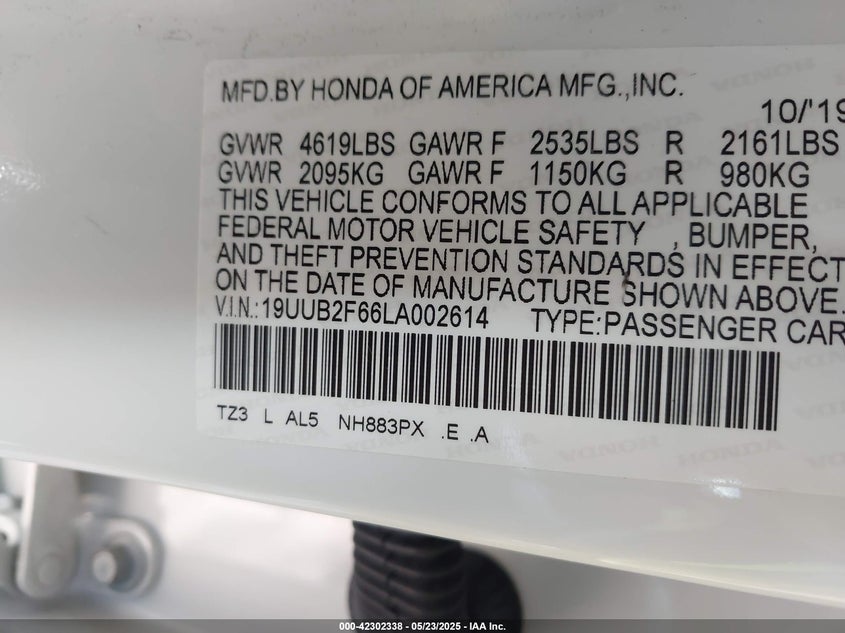 MFD.BY HONDA OF AMERICA MFG.,INC.
10/'19
GVWR 4619LBS GAWR F 2535LBS R 2161LBS
GVWR 2095KG GAWR F 1150KG R 980KG
THIS VEHICLE CONFORMS TO ALL APPLICABLE
FEDERAL MOTOR VEHICLE SAFETY , BUMPER,
AND THEFT PREVENTION STANDARDS IN EFFECT
ON THE DATE OF MANUFACTURE SHOWN ABOVE.
V.I.N.:19UUB2F66LA002614 TYPE:PASSENGER CAR
TZ3 L AL5 NH883PX .E .A
HONDA
000-42302338 - 05/23/2025 - IAA Inc.